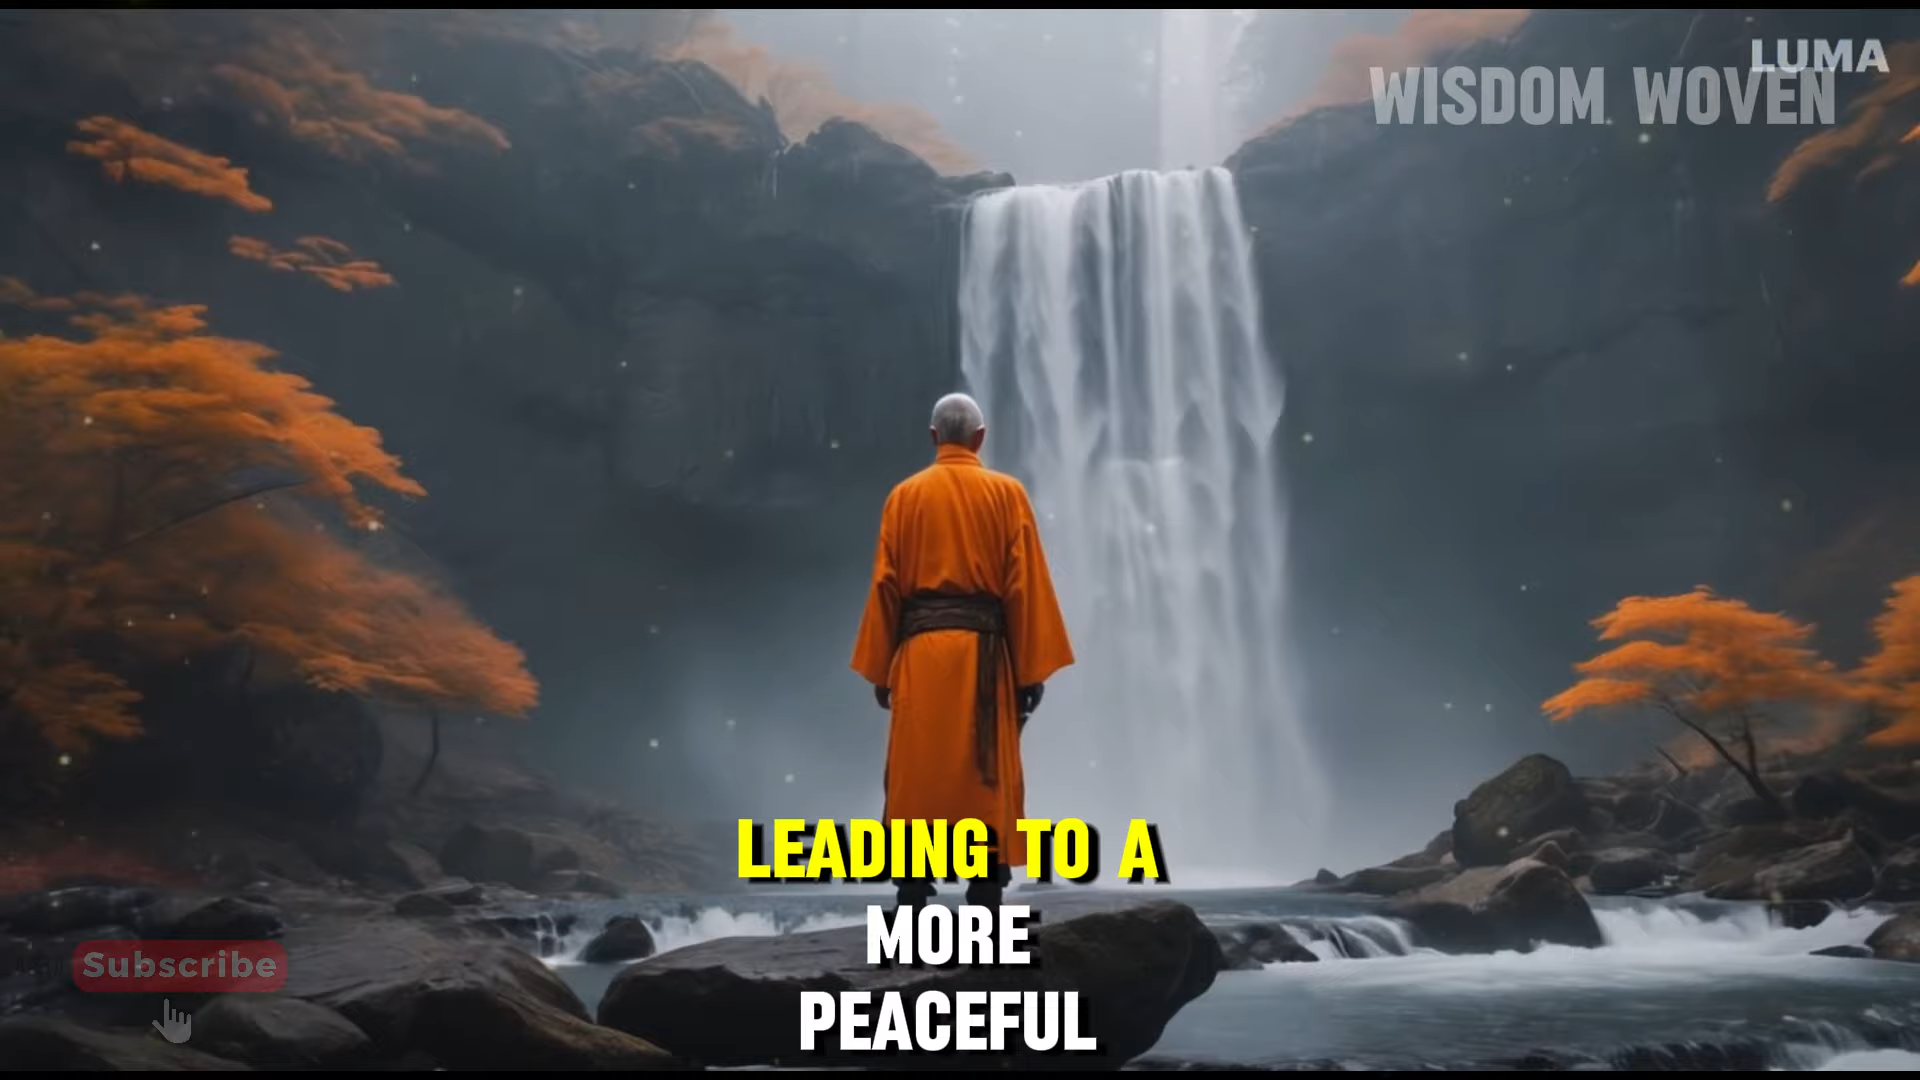 LUMA
WISDOM WOVEN
LEADING TO A
MORE
PEACEFUL
Subscribe